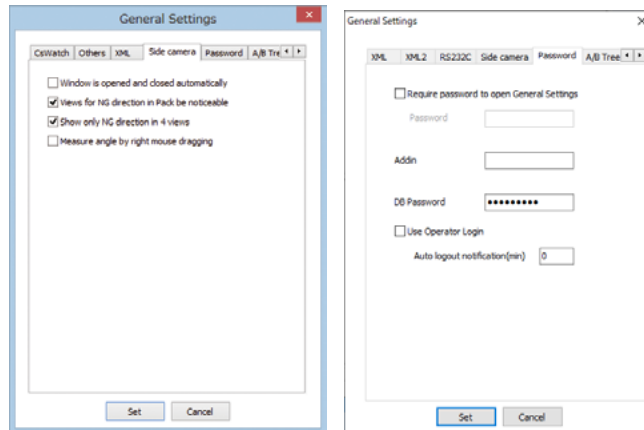 General Settings
CsWatch Others XML Side camera Password A/B Tre
Window is opened and closed automatically
Views for NG direction in Pack be noticeable
Show only NG direction in 4 views
Measure angle by right mouse dragging
Set Cancel
General Settings
XML XML2 RS232C Side camera Password A/B Tree
Require password to open General Settings
Password
Addin
DB Password
Use Operator Login
Auto logout notification(min) 0
Set Cancel